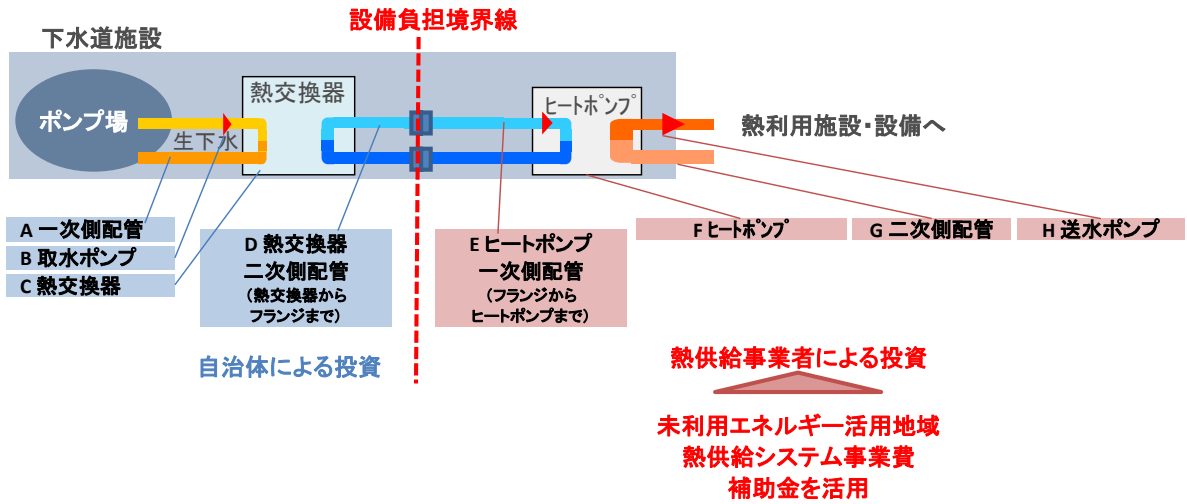 設備負担境界線
下水道施設
ポンプ場
生下水
熱交換器
ヒートポンプ
熱利用施設・設備へ
A 一次側配管
B 取水ポンプ
C 熱交換器
D 熱交換器
二次側配管
(熱交換器から
フランジまで)
E ヒートポンプ
一次側配管
(フランジから
ヒートポンプまで)
F ヒートポンプ
G 二次側配管
H 送水ポンプ
自治体による投資
熱供給事業者による投資
未利用エネルギー活用地域
熱供給システム事業費
補助金を活用